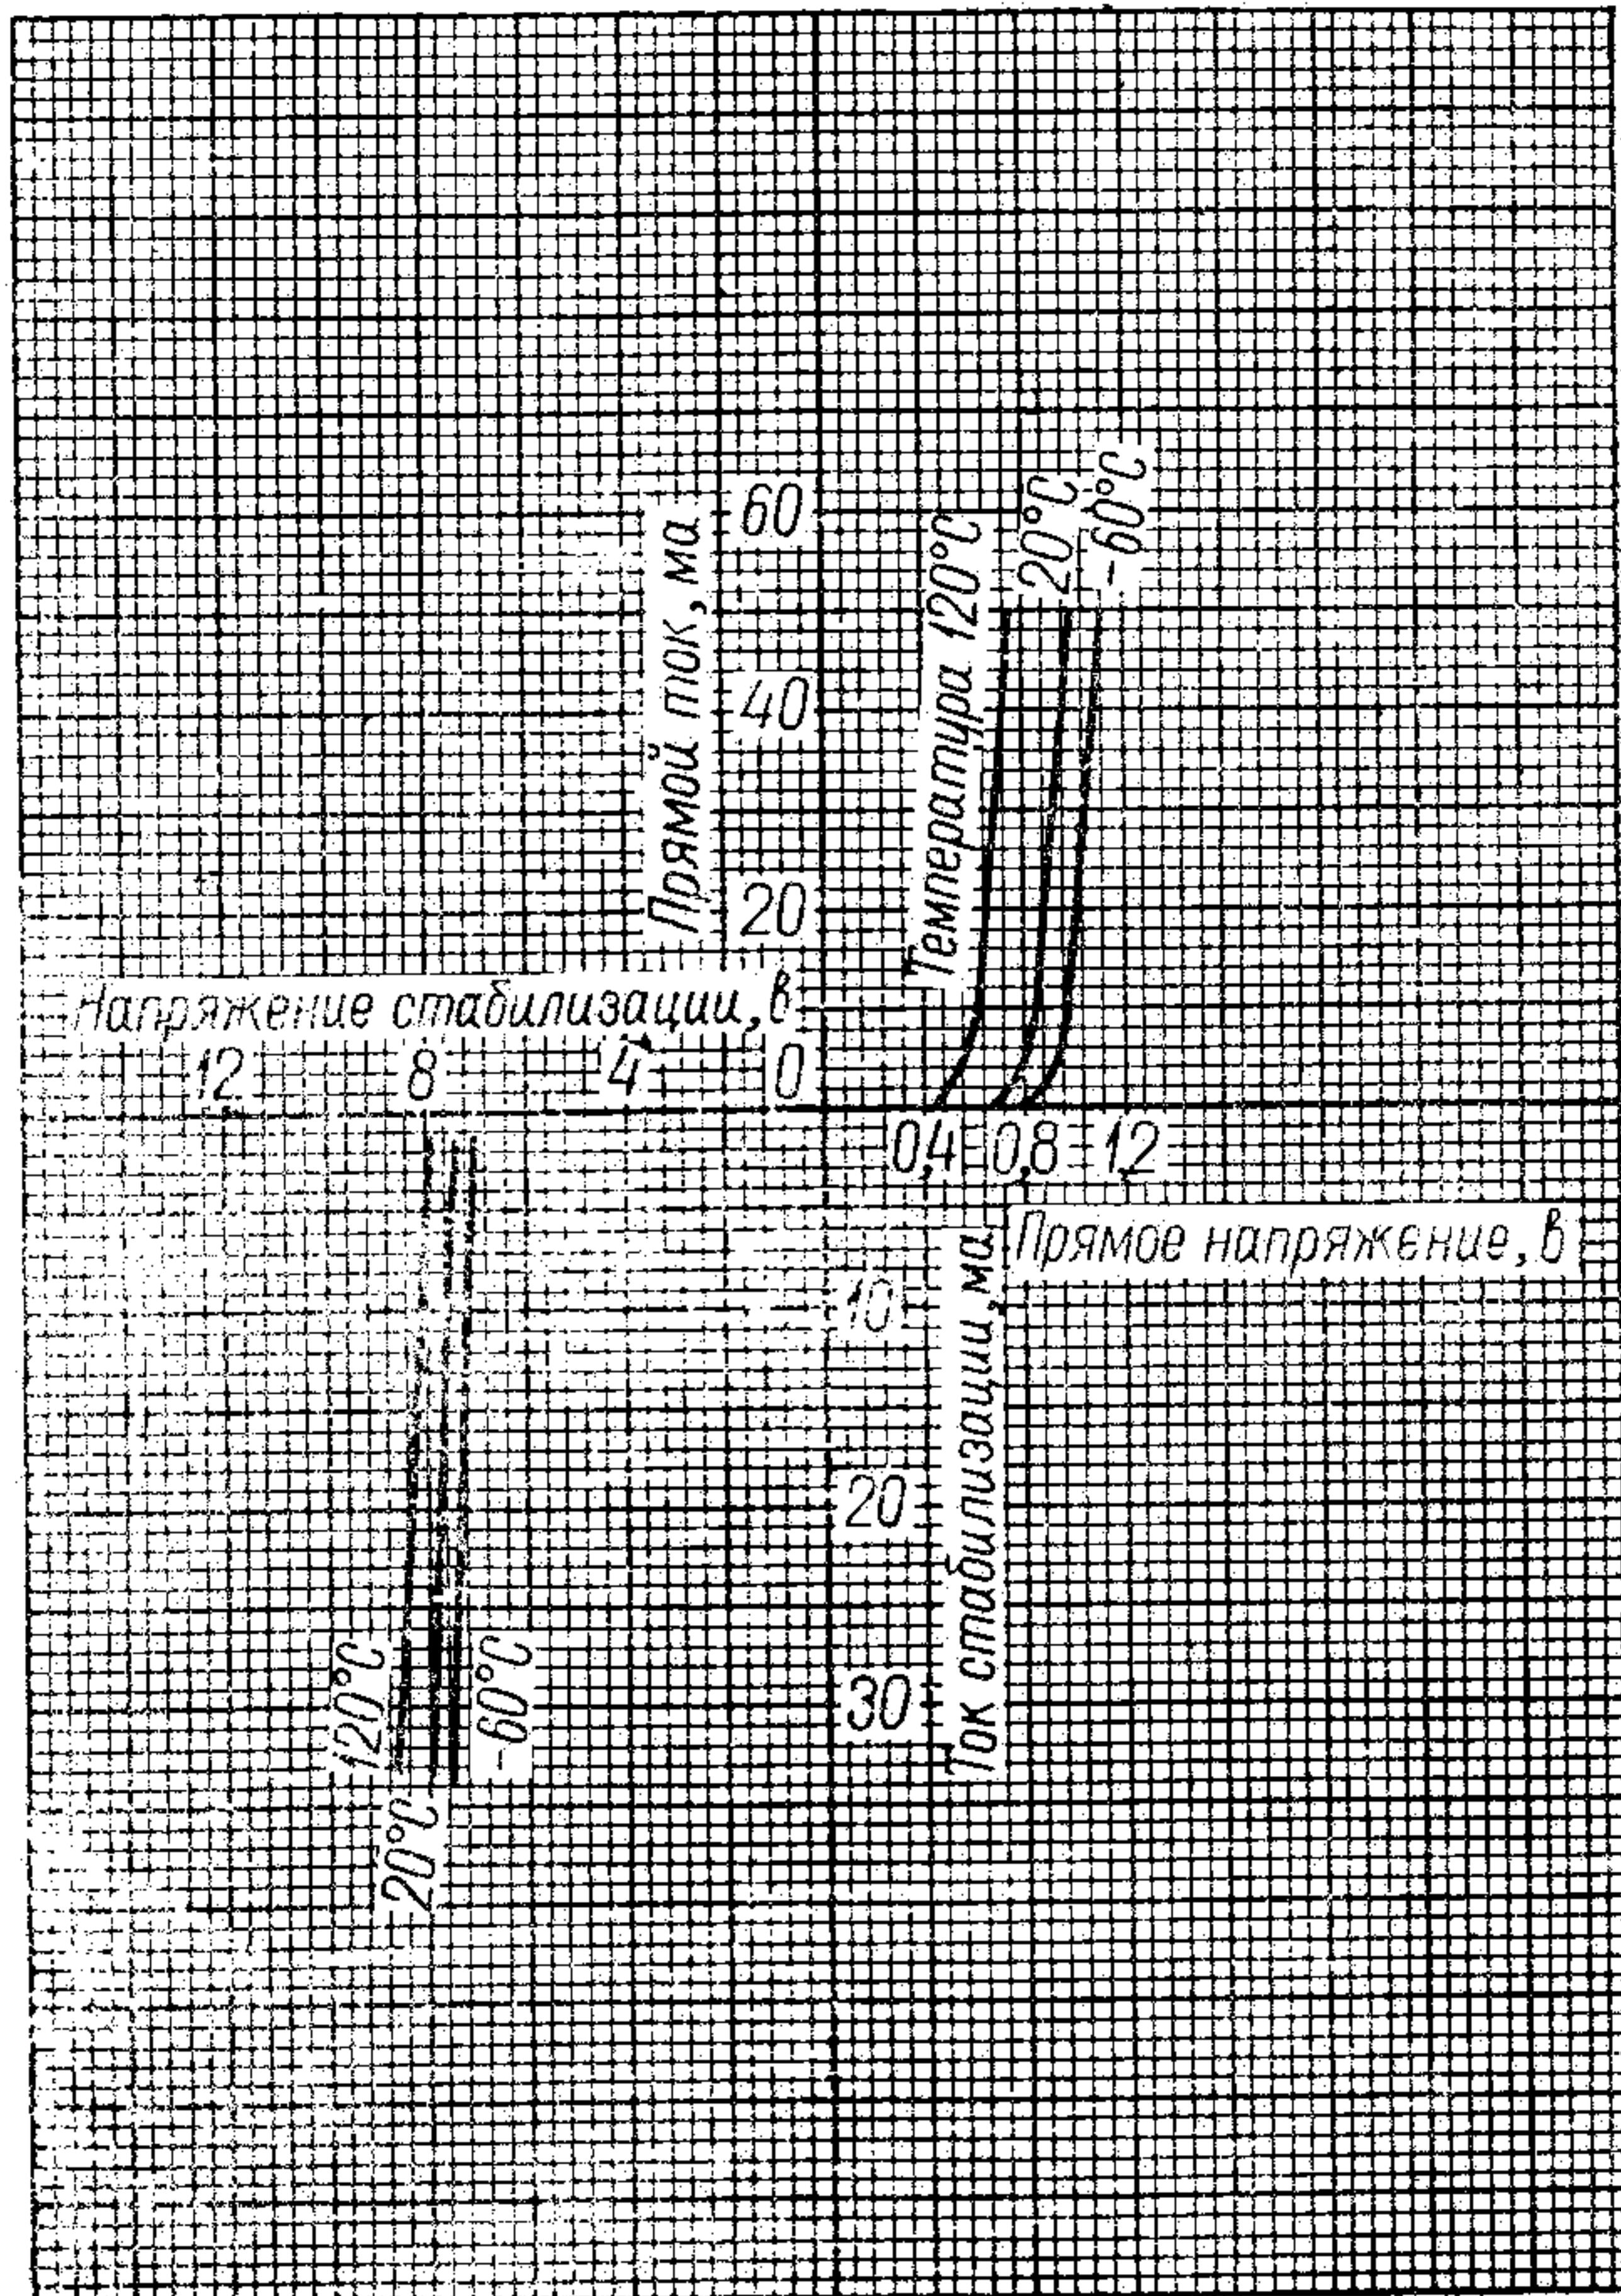 60
40
20
Прямой ток, ма
Температура 120°С
20°С
-60°С
Напряжение стабилизации, в
12 8 4 0
0,4 0,8 1,2
Прямое напряжение, в
10
20
30
Ток стабилизации, ма
120°С
20°С
-60°С